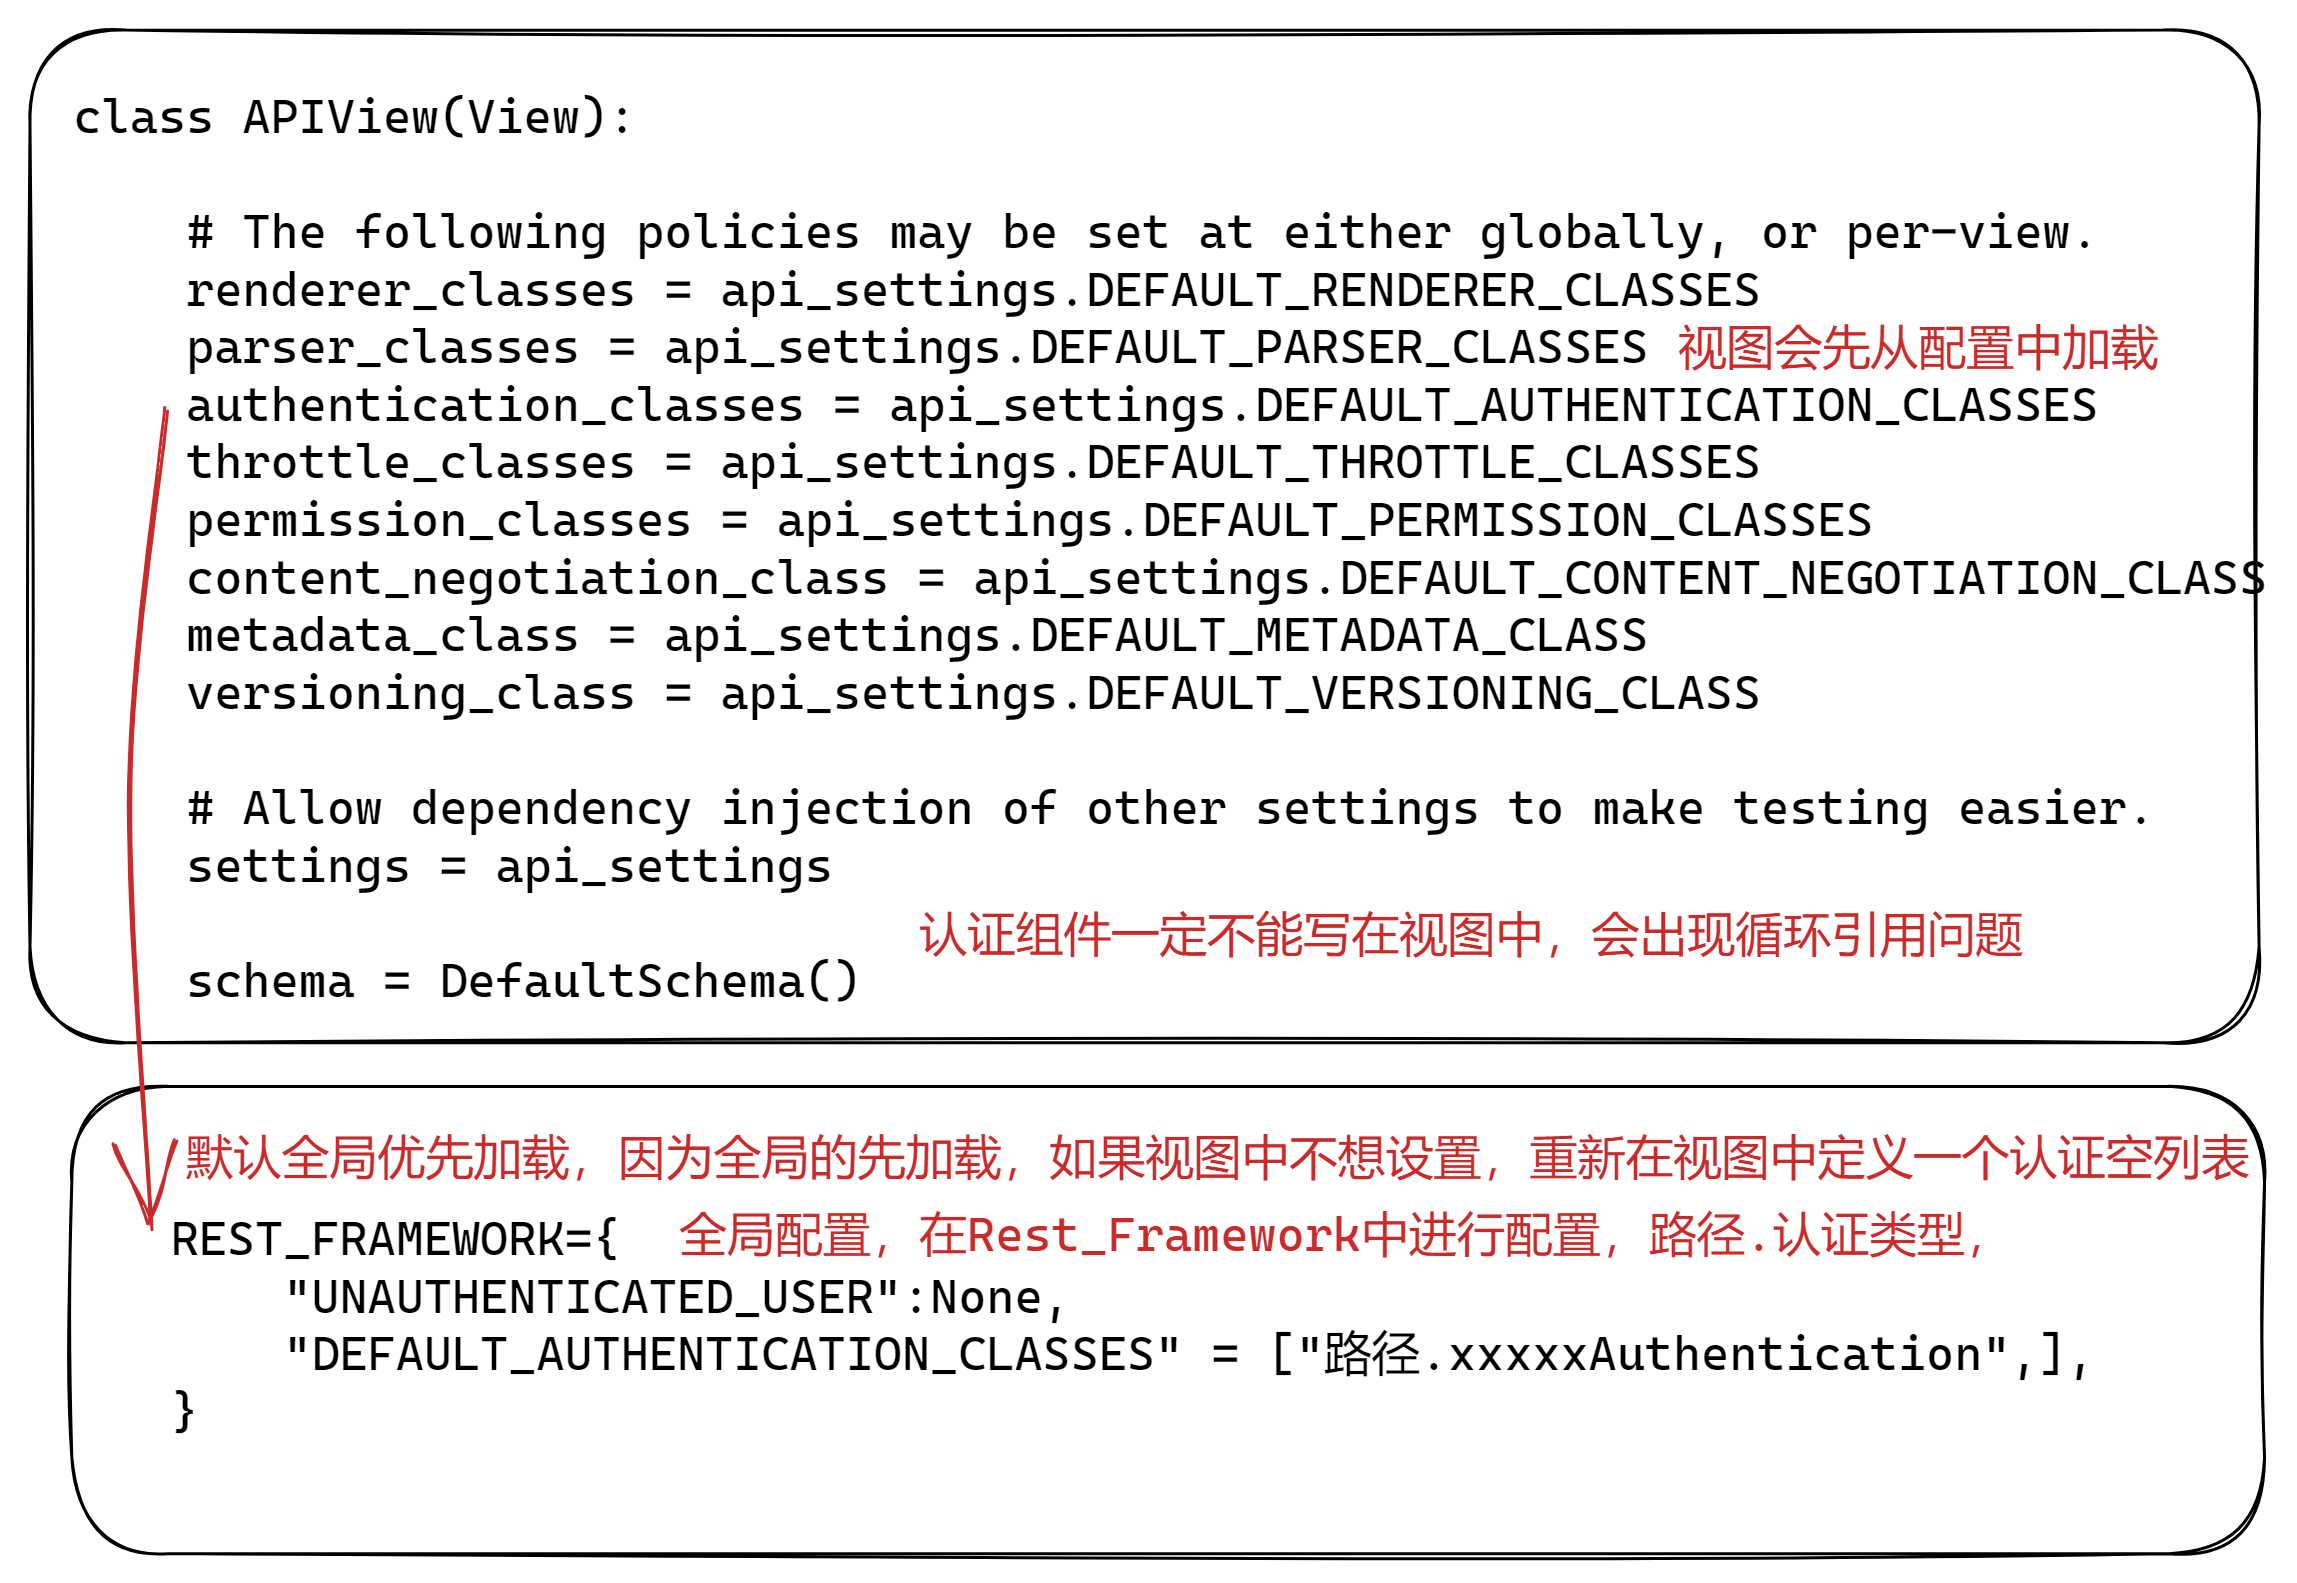 class APIView(View):
# The following policies may be set at either globally, or per-view.
renderer_classes = api_settings.DEFAULT_RENDERER_CLASSES
parser_classes = api_settings.DEFAULT_PARSER_CLASSES 视图会先从配置中加载
authentication_classes = api_settings.DEFAULT_AUTHENTICATION_CLASSES
throttle_classes = api_settings.DEFAULT_THROTTLE_CLASSES
permission_classes = api_settings.DEFAULT_PERMISSION_CLASSES
content_negotiation_class = api_settings.DEFAULT_CONTENT_NEGOTIATION_CLASS
metadata_class = api_settings.DEFAULT_METADATA_CLASS
versioning_class = api_settings.DEFAULT_VERSIONING_CLASS
# Allow dependency injection of other settings to make testing easier.
settings = api_settings
认证组件一定不能写在视图中，会出现循环引用问题
schema = DefaultSchema()
默认全局优先加载，因为全局的先加载，如果视图中不想设置，重新在视图中定义一个认证空列表
REST_FRAMEWORK={ 全局配置，在Rest_Framework中进行配置，路径.认证类型，
"UNAUTHENTICATED_USER":None,
"DEFAULT_AUTHENTICATION_CLASSES" = ["路径.xxxxxAuthentication",],
}